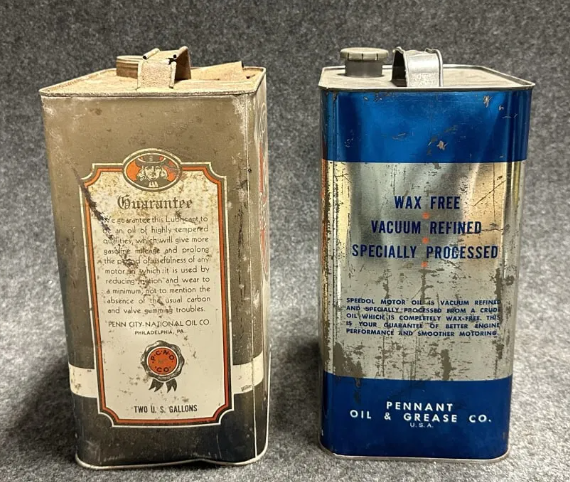 Guarantee
We guarantee this Lubricant to
be an oil of highly tempered
qualities, which will give more
gasoline mileage and prolong
the period of usefulness of any
motor in which it is used by
reducing friction and wear to
a minimum, not to mention the
absence of the usual carbon
and valve gumming troubles.
PENN CITY NATIONAL OIL CO
PHILADELPHIA, PA.
P.C.N.O.
CO.
TWO U. S. GALLONS
WAX FREE
VACUUM REFINED
SPECIALLY PROCESSED
SPEEDOL MOTOR OIL IS VACUUM REFINED
AND SPECIALLY PROCESSED FROM A CRUDE
OIL WHICH IS COMPLETELY WAX-FREE. THIS
IS YOUR GUARANTEE OF BETTER ENGINE
PERFORMANCE AND SMOOTHER MOTORING.
PENNANT
OIL & GREASE CO.
U.S.A.